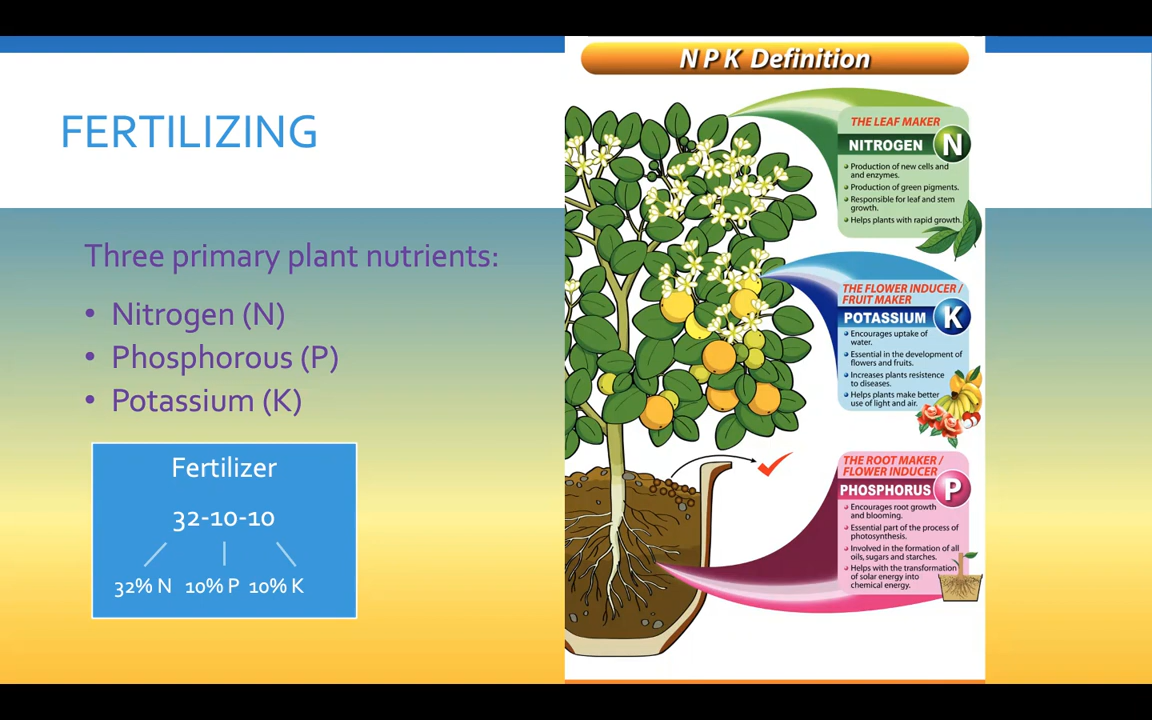 FERTILIZING
Three primary plant nutrients:
• Nitrogen (N)
• Phosphorous (P)
• Potassium (K)
Fertilizer
32-10-10
32% N 10% P 10% K
N P K Definition
THE LEAF MAKER
NITROGEN N
Production of new cells and
and enzymes.
Production of green pigments.
Responsible for leaf and stem
growth.
Helps plants with rapid growth.
THE FLOWER INDUCER /
FRUIT MAKER
POTASSIUM K
Encourages uptake of
water.
Essential in the development of
flowers and fruits.
Increases plants resistence
to diseases.
Helps plants make better
use of light and air.
THE ROOT MAKER /
FLOWER INDUCER
PHOSPHORUS P
Encourages root growth
and blooming.
Essential part of the process of
photosynthesis.
Involved in the formation of all
oils, sugars and starches.
Helps with the transformation
of solar energy into
chemical energy.